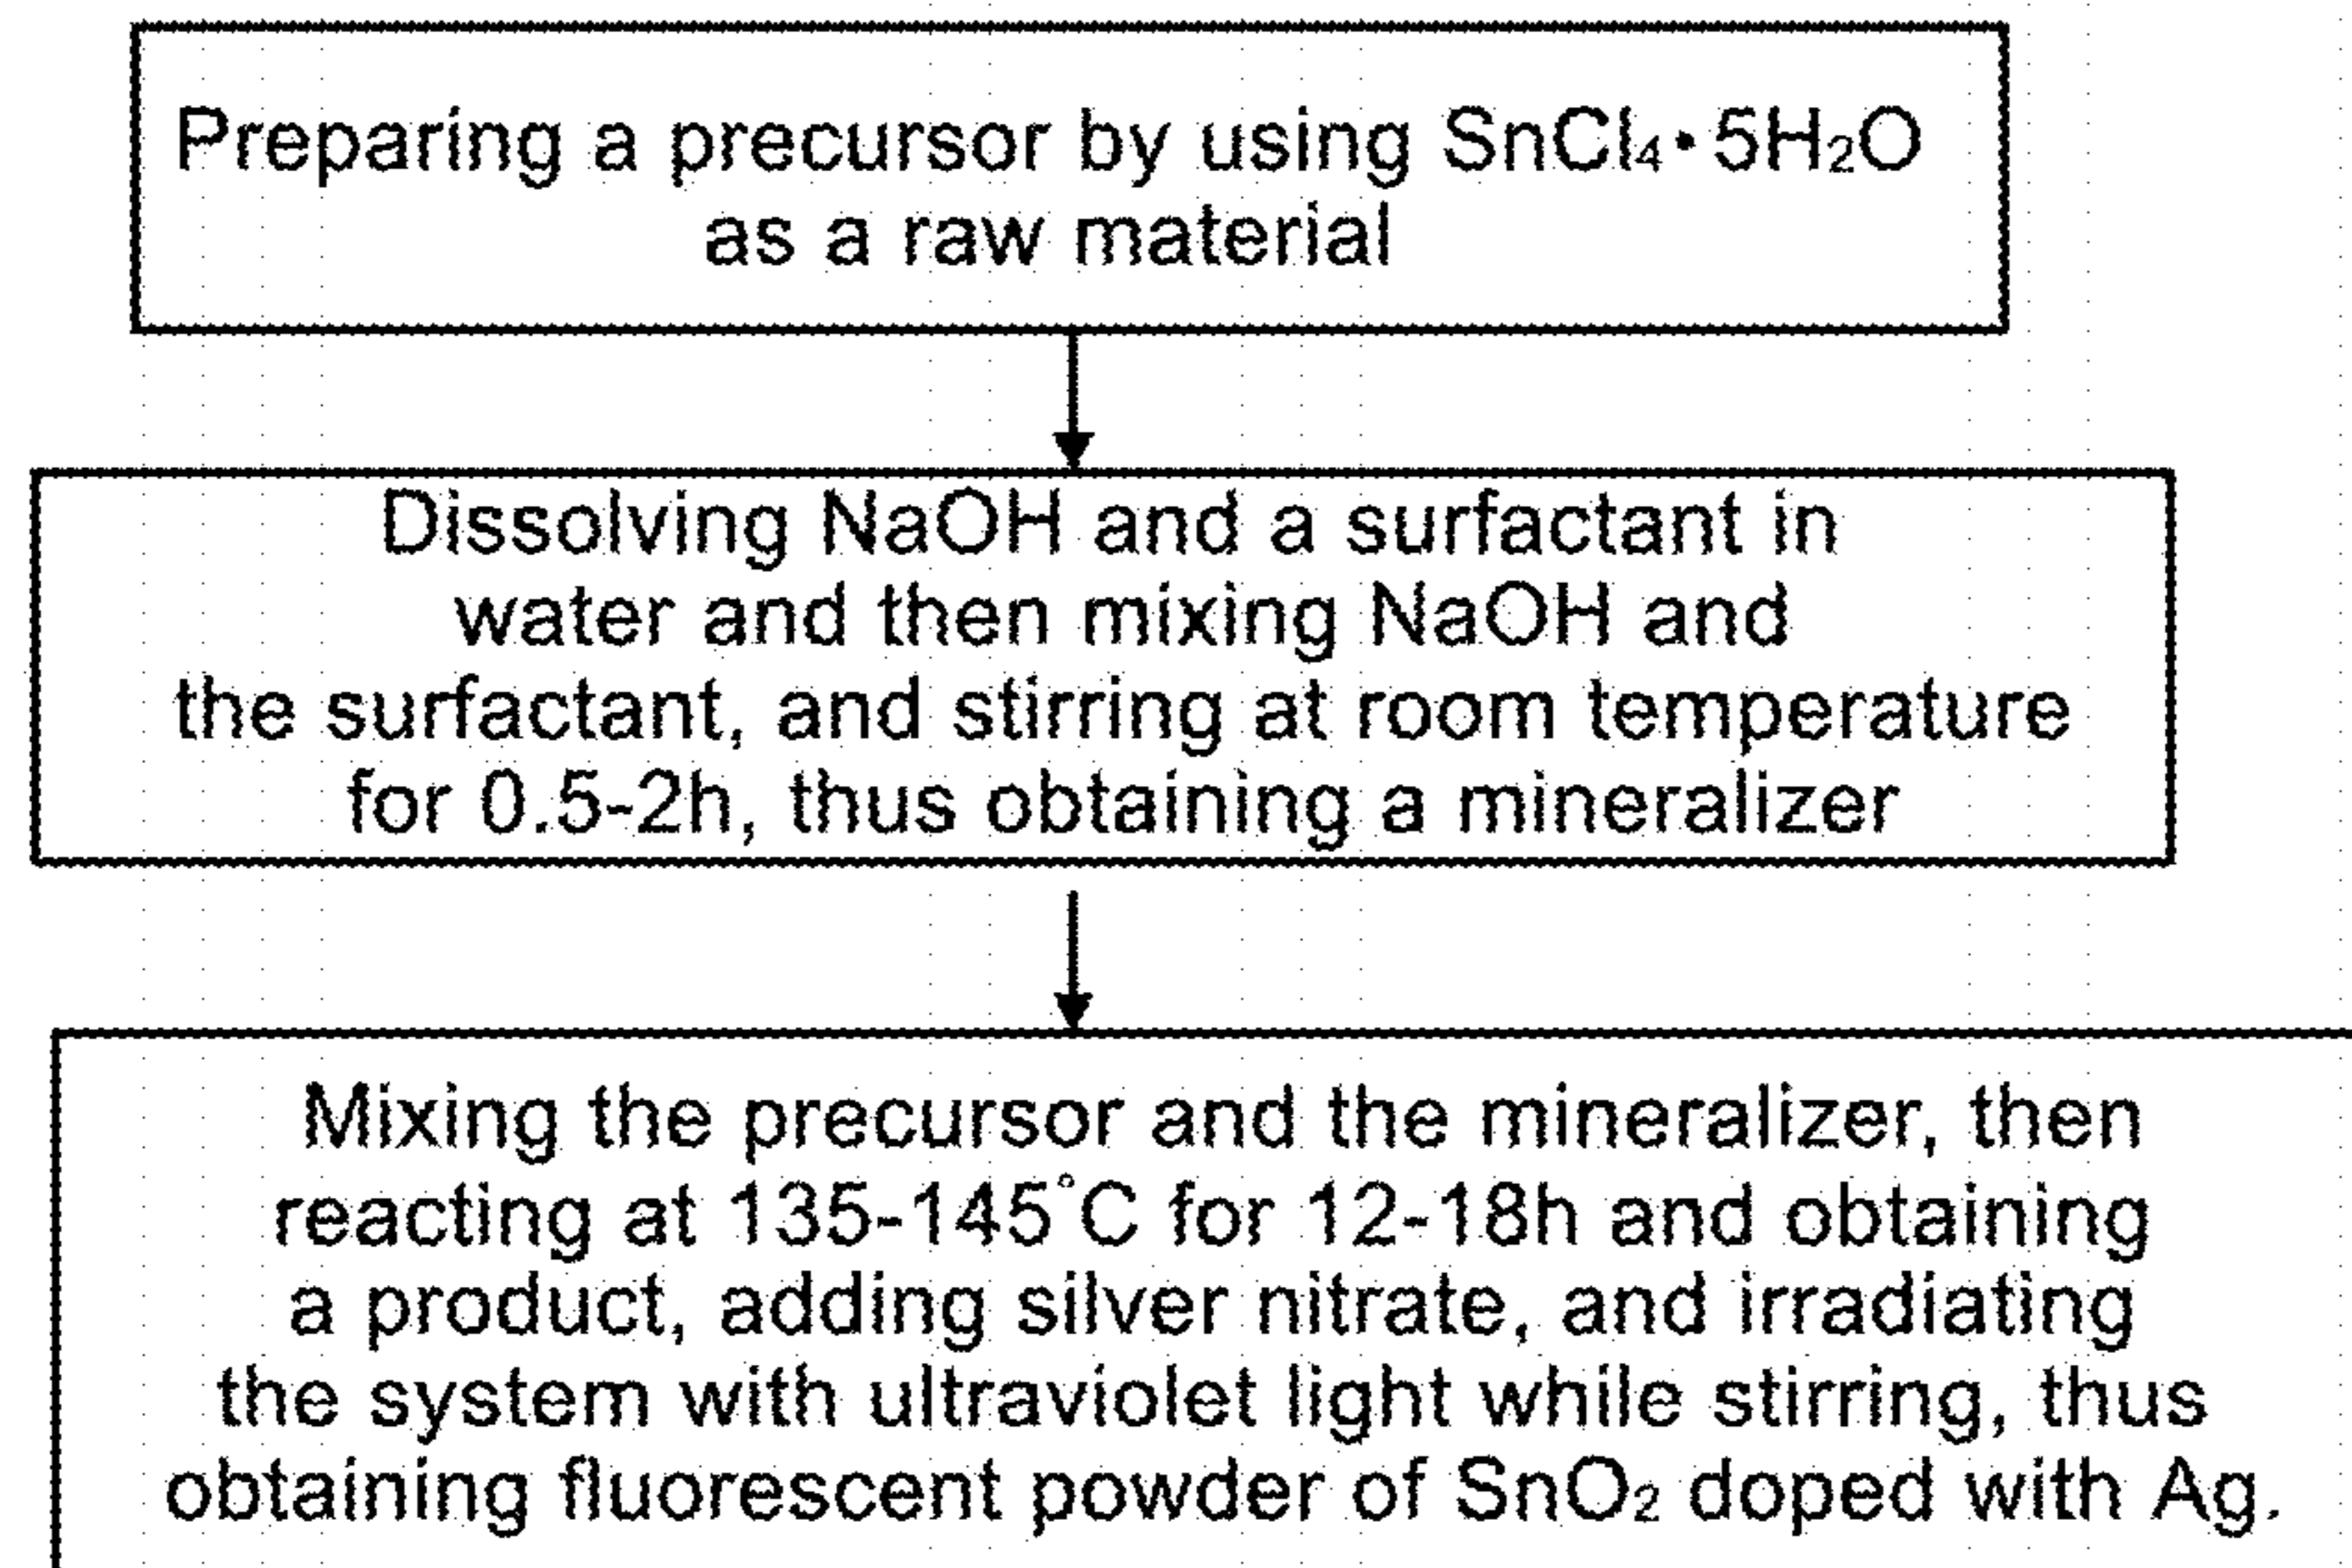 Preparing a precursor by using SnCl₄•5H₂O
as a raw material
Dissolving NaOH and a surfactant in
water and then mixing NaOH and
the surfactant, and stirring at room temperature
for 0.5-2h, thus obtaining a mineralizer
Mixing the precursor and the mineralizer, then
reacting at 135-145°C for 12-18h and obtaining
a product, adding silver nitrate, and irradiating
the system with ultraviolet light while stirring, thus
obtaining fluorescent powder of SnO₂ doped with Ag.